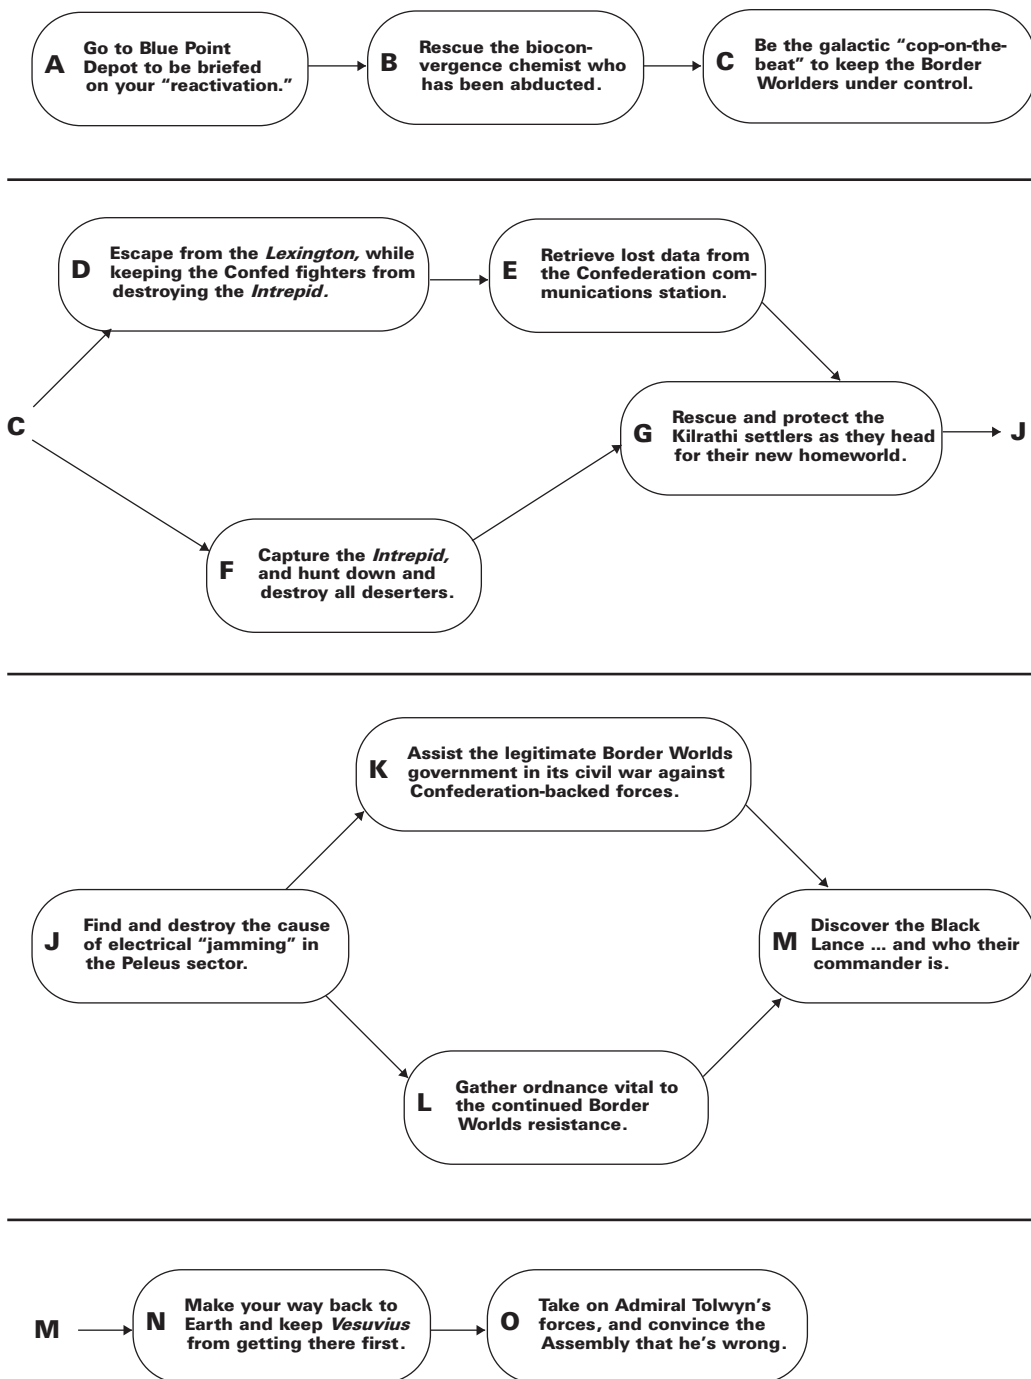 A
Go to Blue Point
Depot to be briefed
on your “reactivation.”
B
Rescue the biocon-
vergence chemist who
has been abducted.
C
Be the galactic “cop-on-the-
beat” to keep the Border
Worlders under control.
D
Escape from the Lexington, while
keeping the Confed fighters from
destroying the Intrepid.
E
Retrieve lost data from
the Confederation com-
munications station.
C
G
Rescue and protect the
Kilrathi settlers as they head
for their new homeworld.
J
F
Capture the Intrepid,
and hunt down and
destroy all deserters.
K
Assist the legitimate Border Worlds
government in its civil war against
Confederation-backed forces.
J
Find and destroy the cause
of electrical “jamming” in
the Peleus sector.
M
Discover the Black
Lance ... and who their
commander is.
L
Gather ordnance vital to
the continued Border
Worlds resistance.
M
N
Make your way back to
Earth and keep Vesuvius
from getting there first.
O
Take on Admiral Tolwyn’s
forces, and convince the
Assembly that he’s wrong.